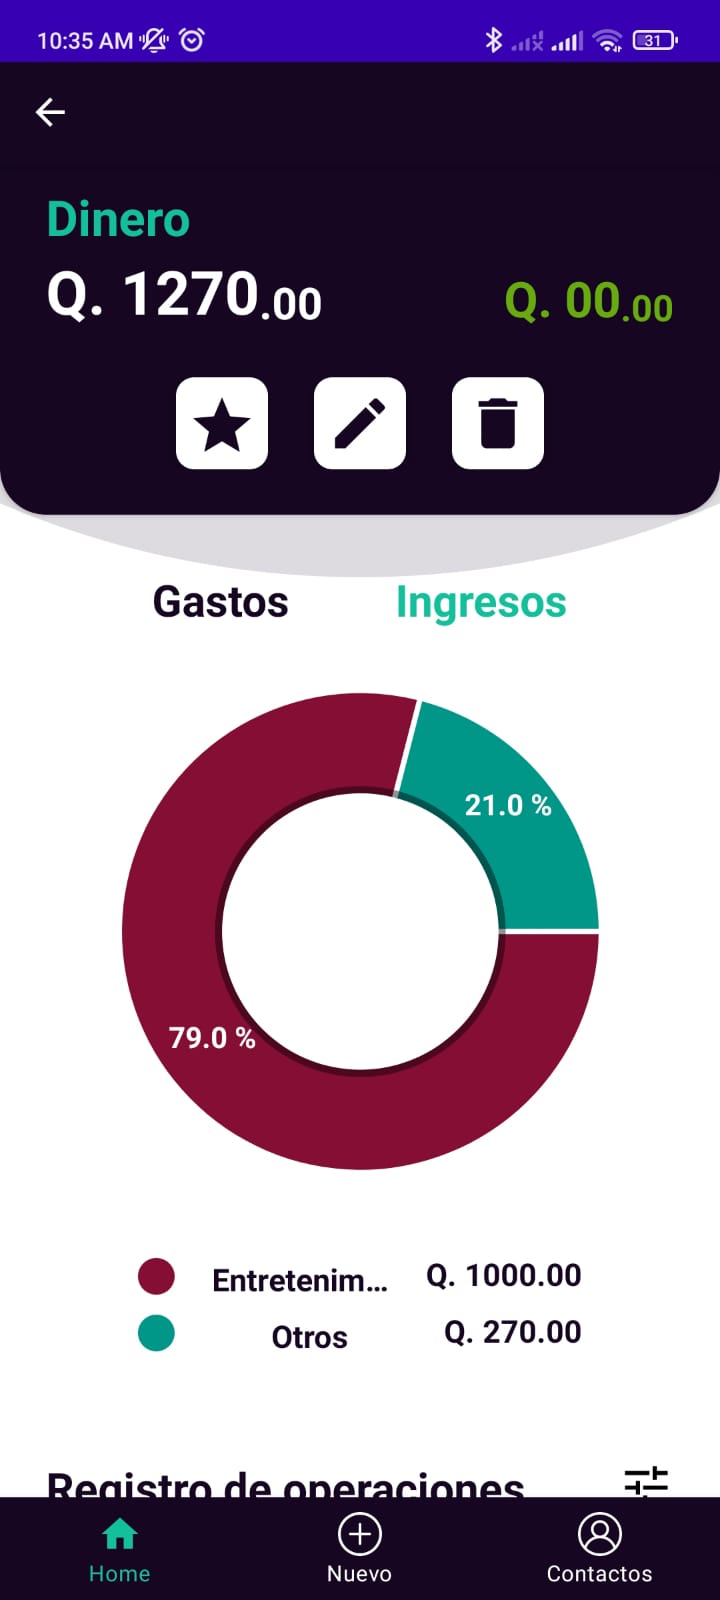 10:35 AM
31
Dinero
Q. 1270.00
Q. 00.00
Gastos
Ingresos
21.0 %
79.0 %
Entretenim... Q. 1000.00
Otros Q. 270.00
Registro de operaciones
Home
Nuevo
Contactos